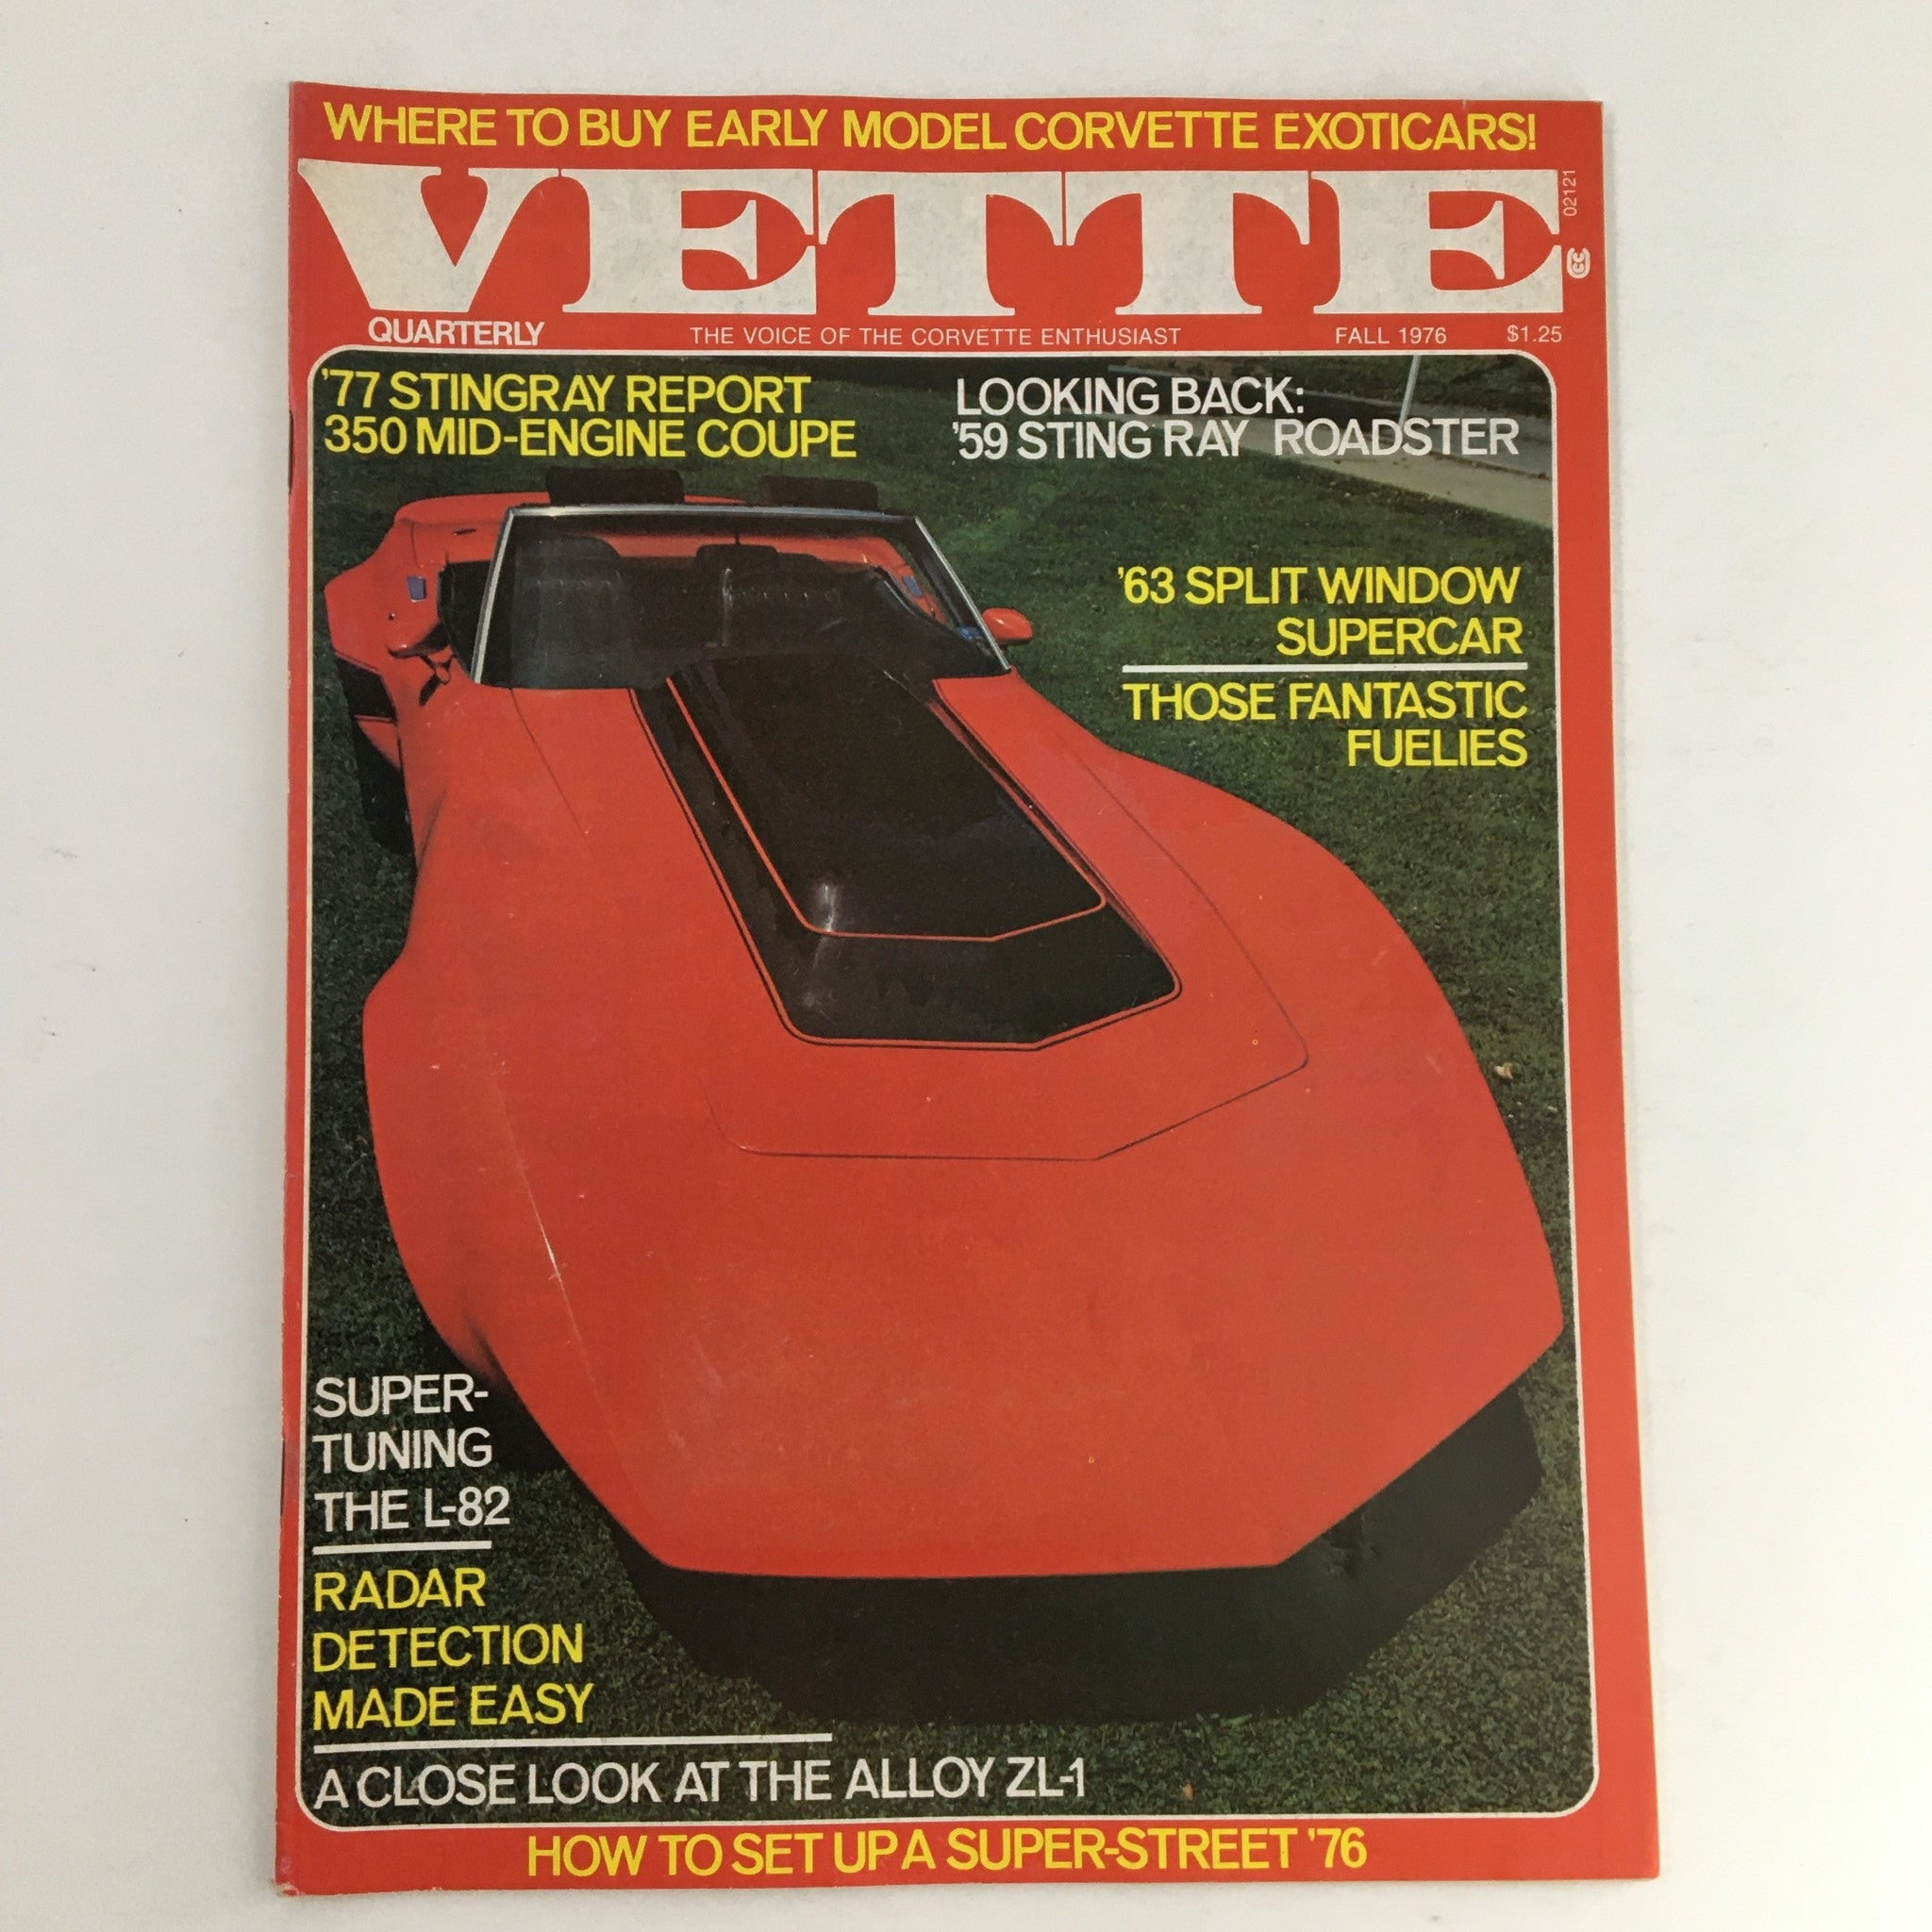 WHERE TO BUY EARLY MODEL CORVETTE EXOTICARS!
VETTE
02121
CGC
QUARTERLY
THE VOICE OF THE CORVETTE ENTHUSIAST
FALL 1976
$1.25
'77 STINGRAY REPORT
350 MID-ENGINE COUPE
LOOKING BACK:
'59 STING RAY ROADSTER
'63 SPLIT WINDOW
SUPERCAR
THOSE FANTASTIC
FUELIES
SUPER-
TUNING
THE L-82
RADAR
DETECTION
MADE EASY
A CLOSE LOOK AT THE ALLOY ZL-1
HOW TO SET UP A SUPER-STREET '76